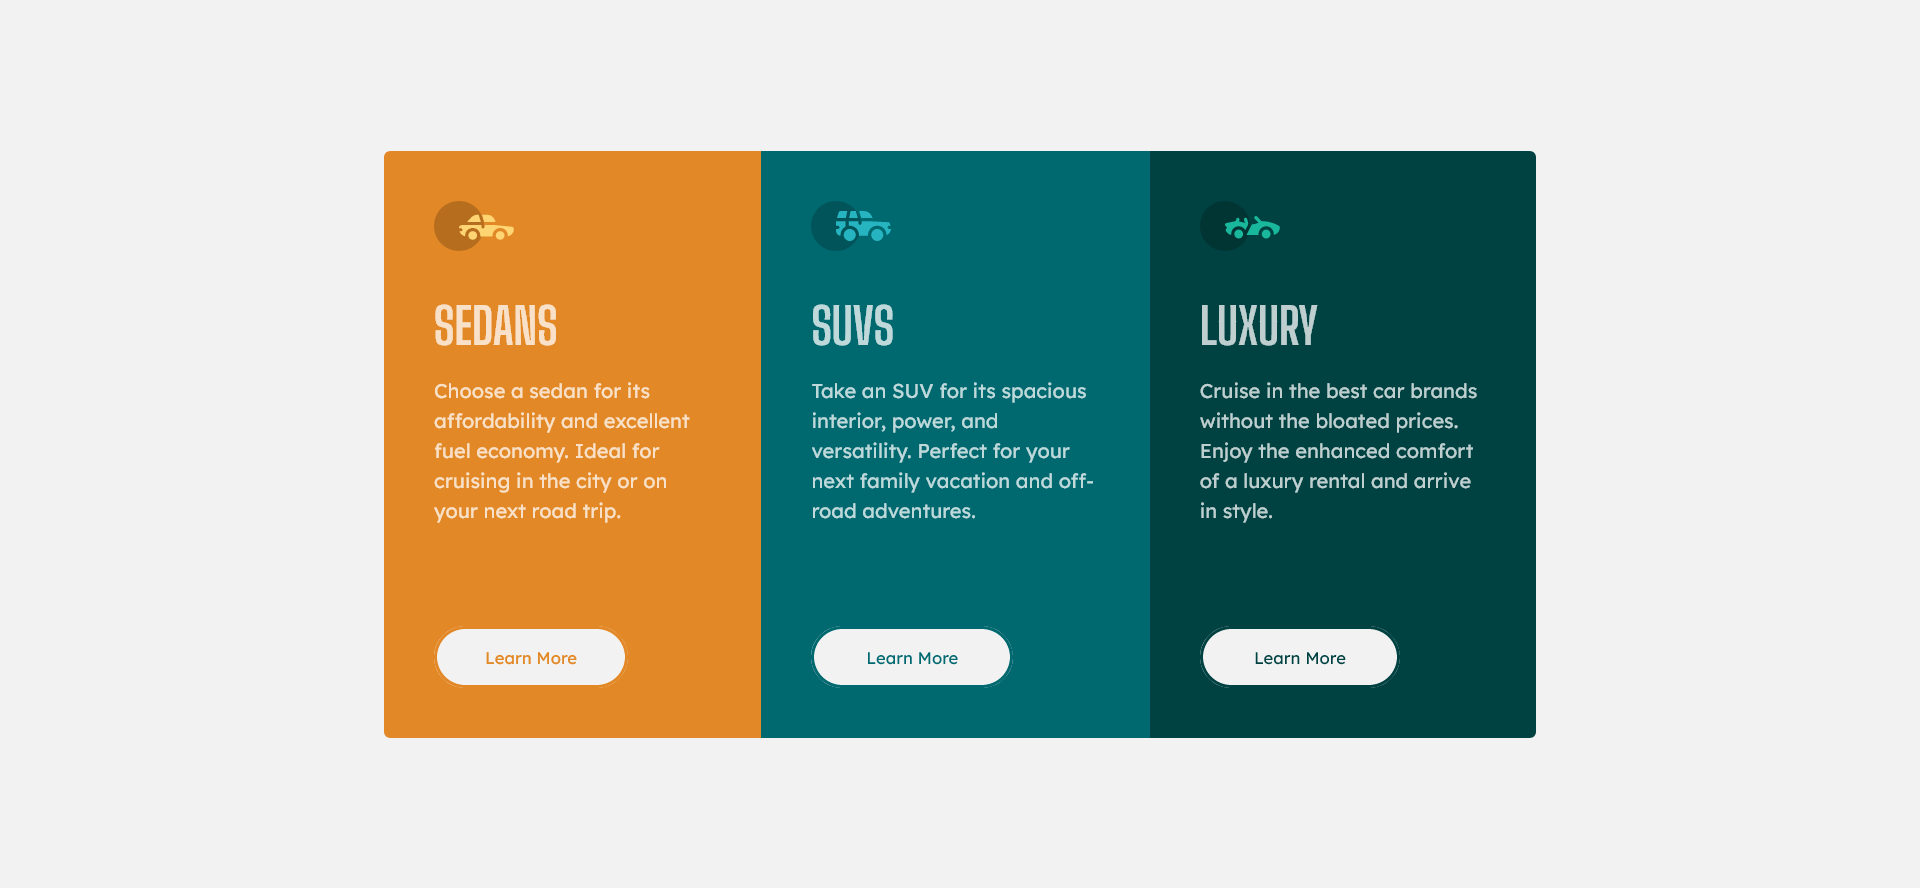 SEDANS
Choose a sedan for its
affordability and excellent
fuel economy. Ideal for
cruising in the city or on
your next road trip.
Learn More
SUVS
Take an SUV for its spacious
interior, power, and
versatility. Perfect for your
next family vacation and off-
road adventures.
Learn More
LUXURY
Cruise in the best car brands
without the bloated prices.
Enjoy the enhanced comfort
of a luxury rental and arrive
in style.
Learn More